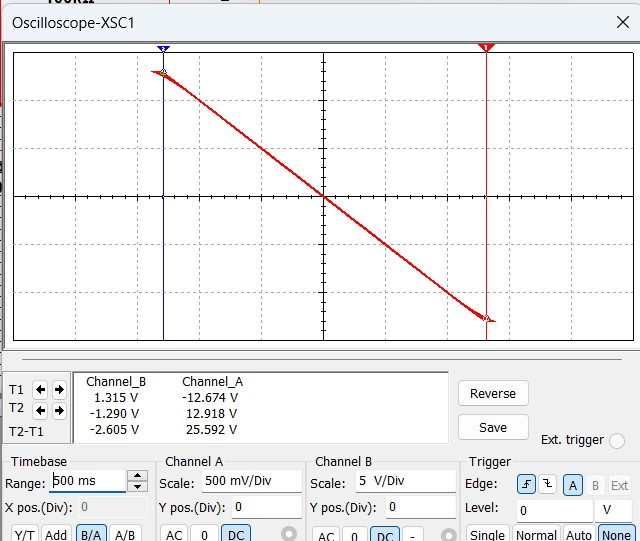 Oscilloscope-XSC1
T1
T2
T2-T1
Channel_B Channel_A
1.315 V -12.674 V
-1.290 V 12.918 V
-2.605 V 25.592 V
Reverse
Save
Ext. trigger
Timebase
Range: 500 ms
X pos.(Div): 0
Y/T Add B/A A/B
Channel A
Scale: 500 mV/Div
Y pos.(Div): 0
AC 0 DC
Channel B
Scale: 5 V/Div
Y pos.(Div): 0
AC 0 DC -
Trigger
Edge: A B Ext
Level: 0 V
Single Normal Auto None